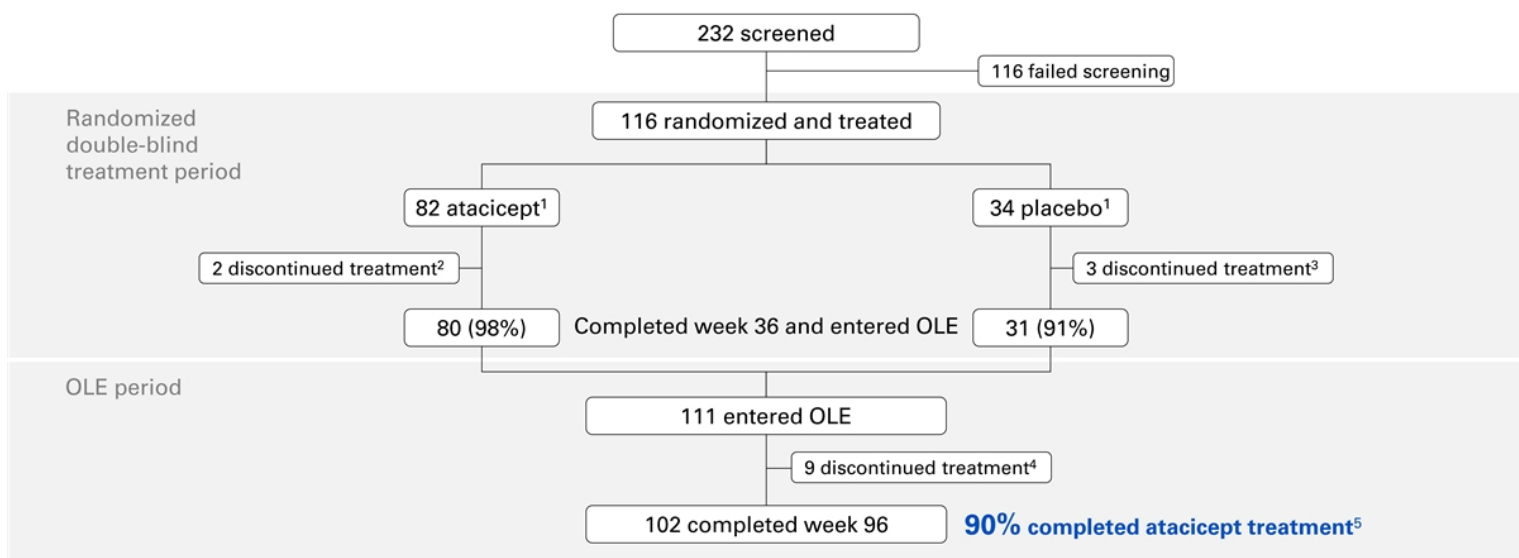 232 screened
116 failed screening
Randomized
double-blind
treatment period
116 randomized and treated
82 atacicept¹
34 placebo¹
2 discontinued treatment²
3 discontinued treatment³
80 (98%)
Completed week 36 and entered OLE
31 (91%)
OLE period
111 entered OLE
9 discontinued treatment⁴
102 completed week 96
90% completed atacicept treatment⁵